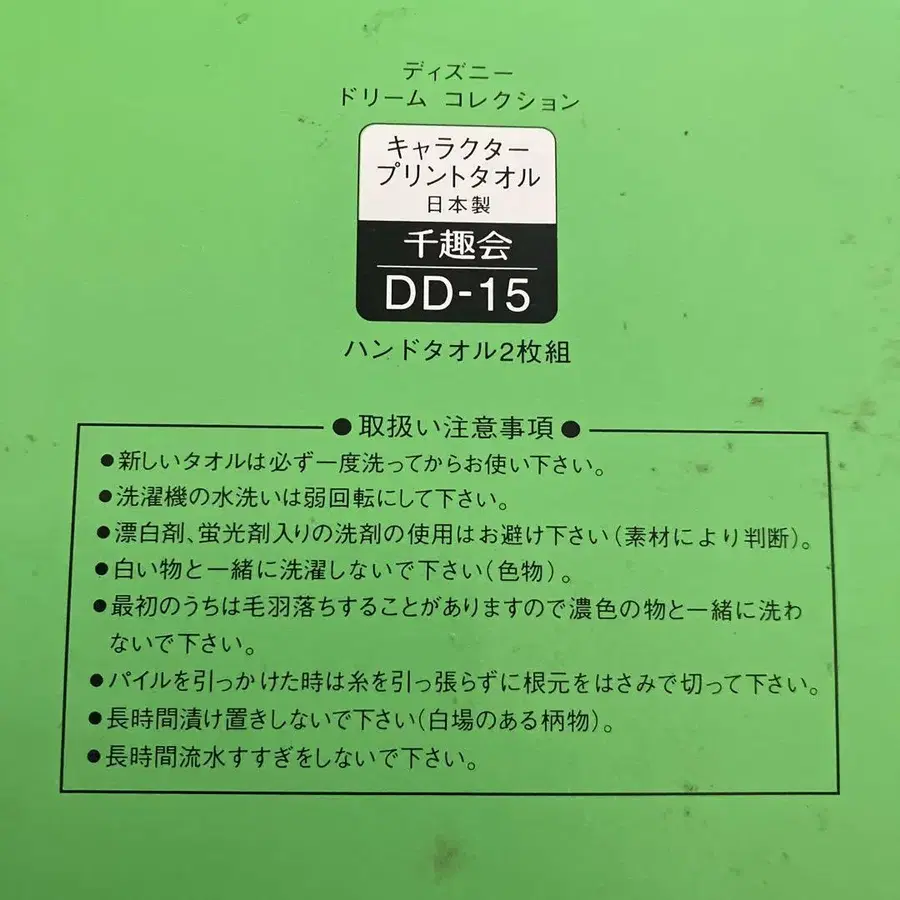 ディズニー
ドリーム コレクション
キャラクター
プリントタオル
日本製
千趣会
DD-15
ハンドタオル2枚組
●取扱い注意事項●
●新しいタオルは必ず一度洗ってからお使い下さい。
●洗濯機の水洗いは弱回転にして下さい。
●漂白剤、蛍光剤入りの洗剤の使用はお避け下さい(素材により判断)。
●白い物と一緒に洗濯しないで下さい(色物)。
●最初のうちは毛羽落ちすることがありますので濃色の物と一緒に洗わ
ないで下さい。
●パイルを引っかけた時は糸を引っ張らずに根元をはさみで切って下さい。
●長時間漬け置きしないで下さい(白場のある柄物)。
●長時間流水すすぎをしないで下さい。